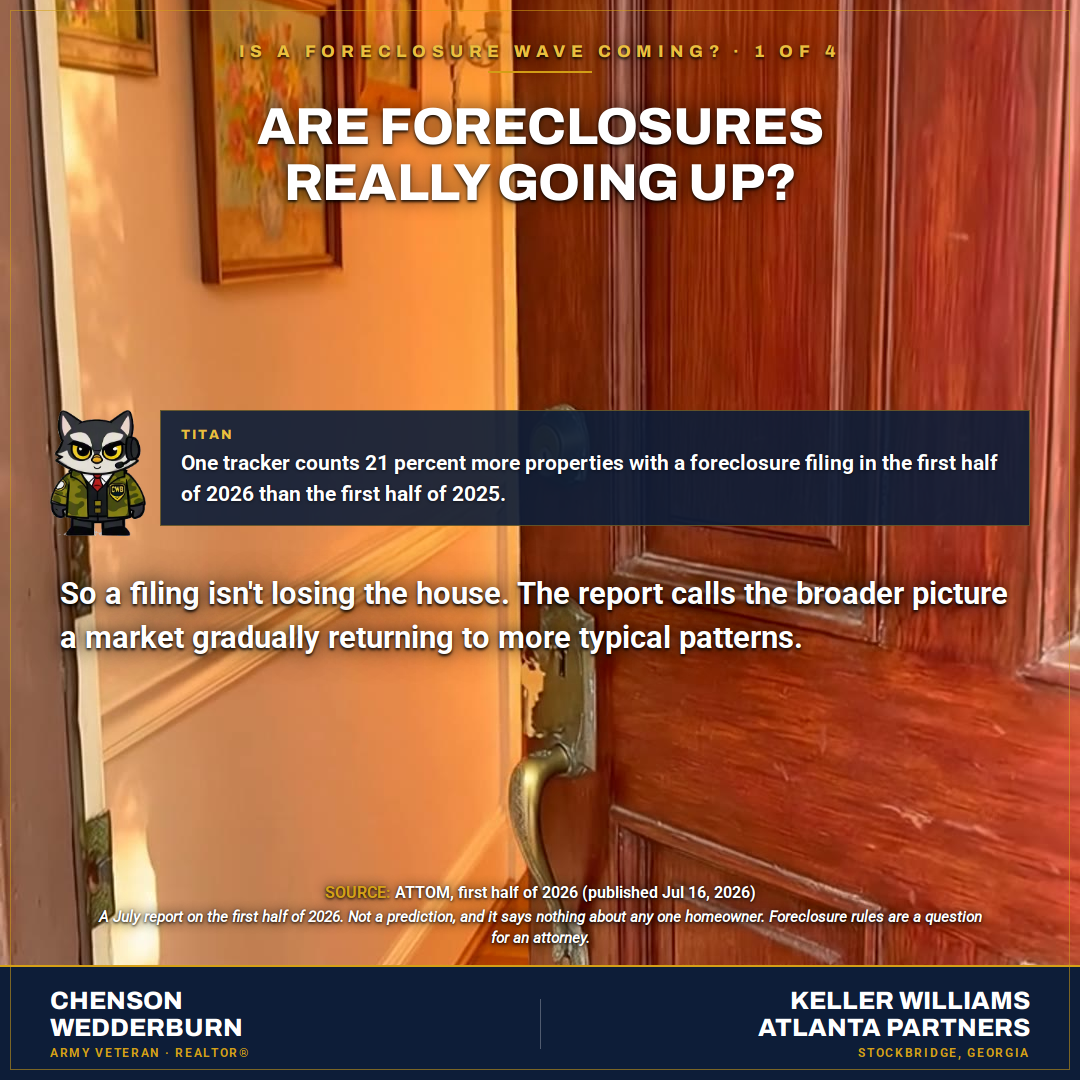 IS A FORECLOSURE WAVE COMING? · 1 OF 4
ARE FORECLOSURES
REALLY GOING UP?
TITAN
One tracker counts 21 percent more properties with a foreclosure filing in the first half
of 2026 than the first half of 2025.
CWB
So a filing isn't losing the house. The report calls the broader picture
a market gradually returning to more typical patterns.
SOURCE: ATTOM, first half of 2026 (published Jul 16, 2026)
A July report on the first half of 2026. Not a prediction, and it says nothing about any one homeowner. Foreclosure rules are a question
for an attorney.
CHENSON
WEDDERBURN
ARMY VETERAN · REALTOR®
KELLER WILLIAMS
ATLANTA PARTNERS
STOCKBRIDGE, GEORGIA